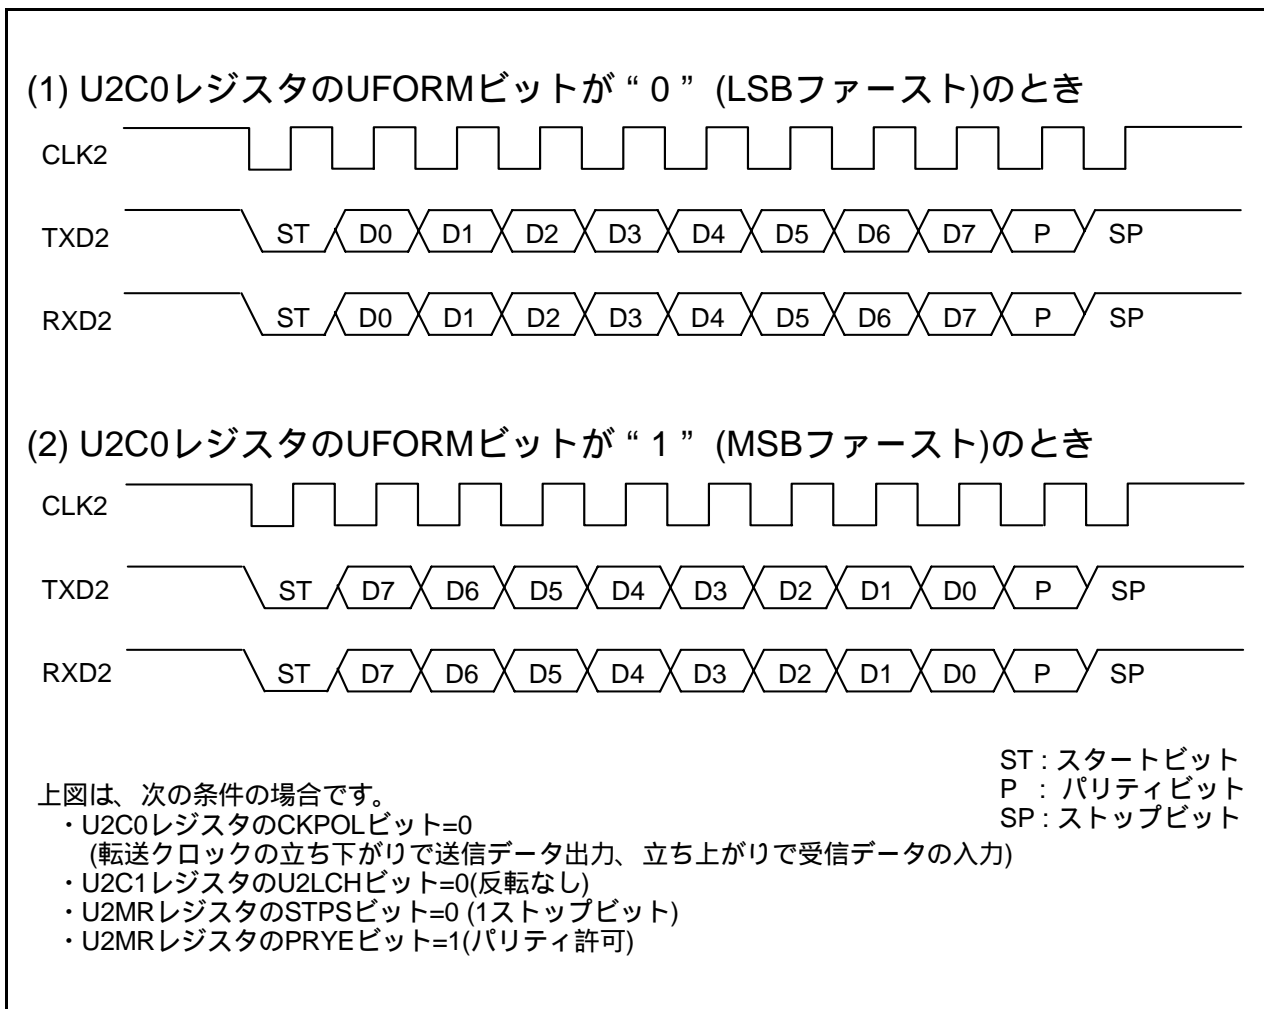 (1) U2C0レジスタのUFORMビットが“0”(LSBファースト)のとき
CLK2
TXD2 ST D0 D1 D2 D3 D4 D5 D6 D7 P SP
RXD2 ST D0 D1 D2 D3 D4 D5 D6 D7 P SP
(2) U2C0レジスタのUFORMビットが“1”(MSBファースト)のとき
CLK2
TXD2 ST D7 D6 D5 D4 D3 D2 D1 D0 P SP
RXD2 ST D7 D6 D5 D4 D3 D2 D1 D0 P SP
ST : スタートビット
P : パリティビット
SP : ストップビット
上図は、次の条件の場合です。
・U2C0レジスタのCKPOLビット=0
(転送クロックの立ち下がりで送信データ出力、立ち上がりで受信データの入力)
・U2C1レジスタのU2LCHビット=0(反転なし)
・U2MRレジスタのSTPSビット=0 (1ストップビット)
・U2MRレジスタのPRYEビット=1(パリティ許可)